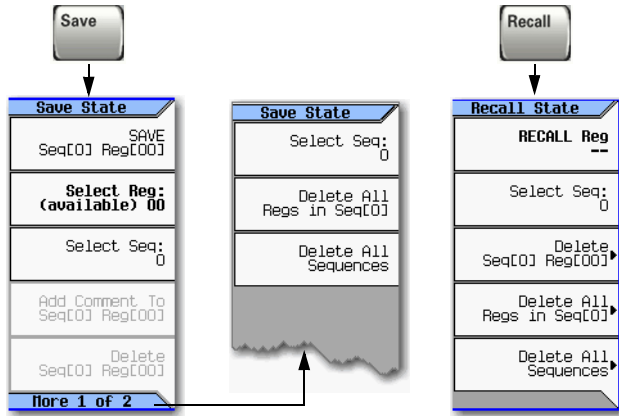 Save
Save State
SAVE
Seq[0] Reg[00]
Select Reg:
(available) 00
Select Seq:
0
Add Comment To
Seq[0] Reg[00]
Delete
Seq[0] Reg[00]
More 1 of 2
Save State
Select Seq:
0
Delete All
Regs in Seq[0]
Delete All
Sequences
Recall
Recall State
RECALL Reg
--
Select Seq:
0
Delete
Seq[0] Reg[00]
Delete All
Regs in Seq[0]
Delete All
Sequences